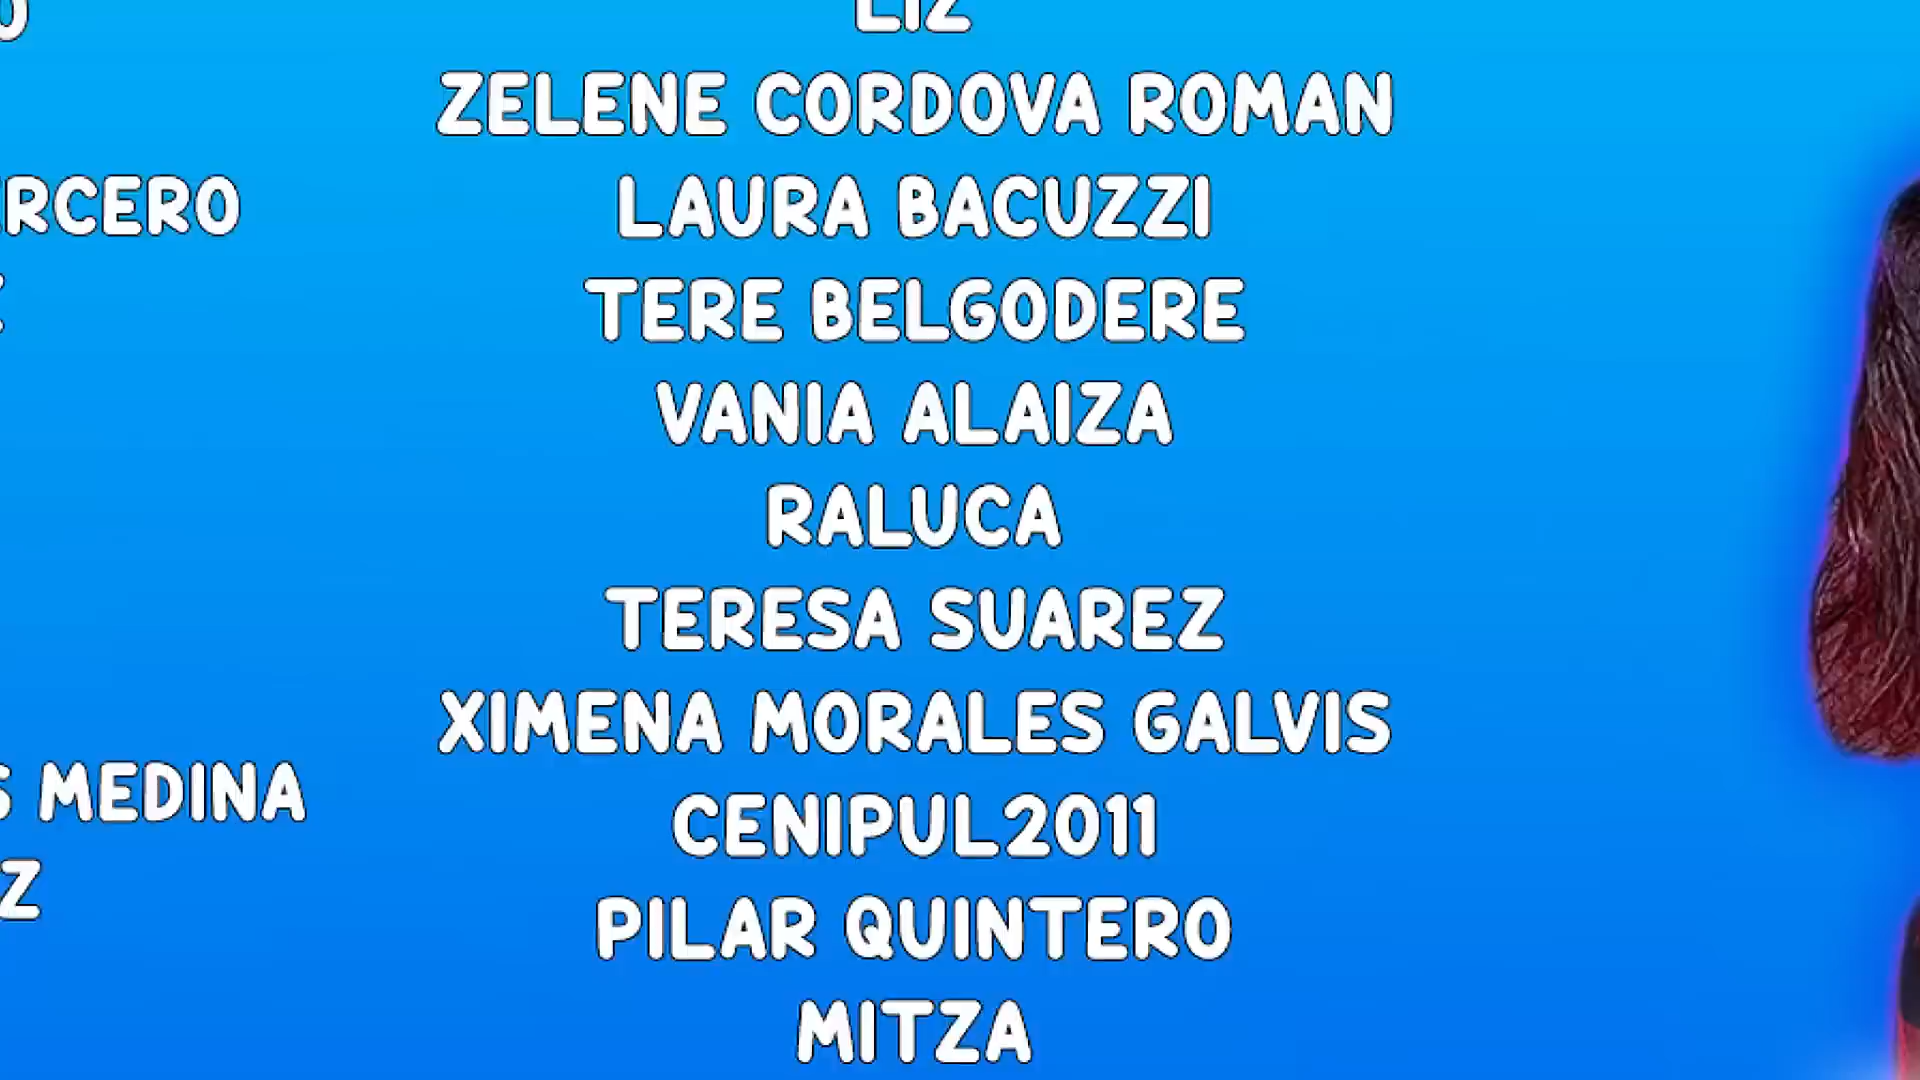 LIZ
ZELENE CORDOVA ROMAN
LAURA BACUZZI
TERE BELGODERE
VANIA ALAIZA
RALUCA
TERESA SUAREZ
XIMENA MORALES GALVIS
CENIPUL2011
PILAR QUINTERO
MITZA
MEDINA